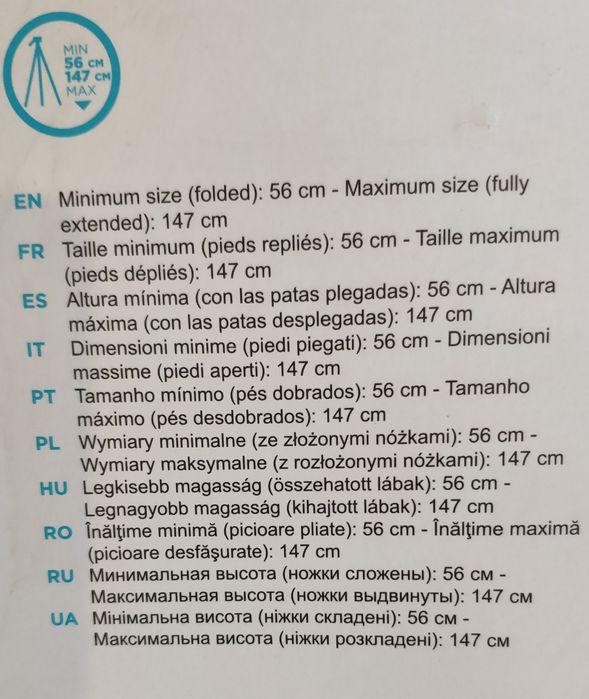 MIN
56 CM
147 CM
MAX
EN Minimum size (folded): 56 cm - Maximum size (fully
extended): 147 cm
FR Taille minimum (pieds repliés): 56 cm - Taille maximum
(pieds dépliés): 147 cm
ES Altura mínima (con las patas plegadas): 56 cm - Altura
máxima (con las patas desplegadas): 147 cm
IT Dimensioni minime (piedi piegati): 56 cm - Dimensioni
massime (piedi aperti): 147 cm
PT Tamanho mínimo (pés dobrados): 56 cm - Tamanho
máximo (pés desdobrados): 147 cm
PL Wymiary minimalne (ze złożonymi nóżkami): 56 cm -
Wymiary maksymalne (z rozłożonymi nóżkami): 147 cm
HU Legkisebb magasság (összehatott lábak): 56 cm -
Legnagyobb magasság (kihajtott lábak): 147 cm
RO Înălţime minimă (picioare pliate): 56 cm - Înălţime maximă
(picioare desfăşurate): 147 cm
RU Минимальная высота (ножки сложены): 56 см -
Максимальная высота (ножки выдвинуты): 147 см
UA Мінімальна висота (ніжки складені): 56 см -
Максимальна висота (ніжки розкладені): 147 см